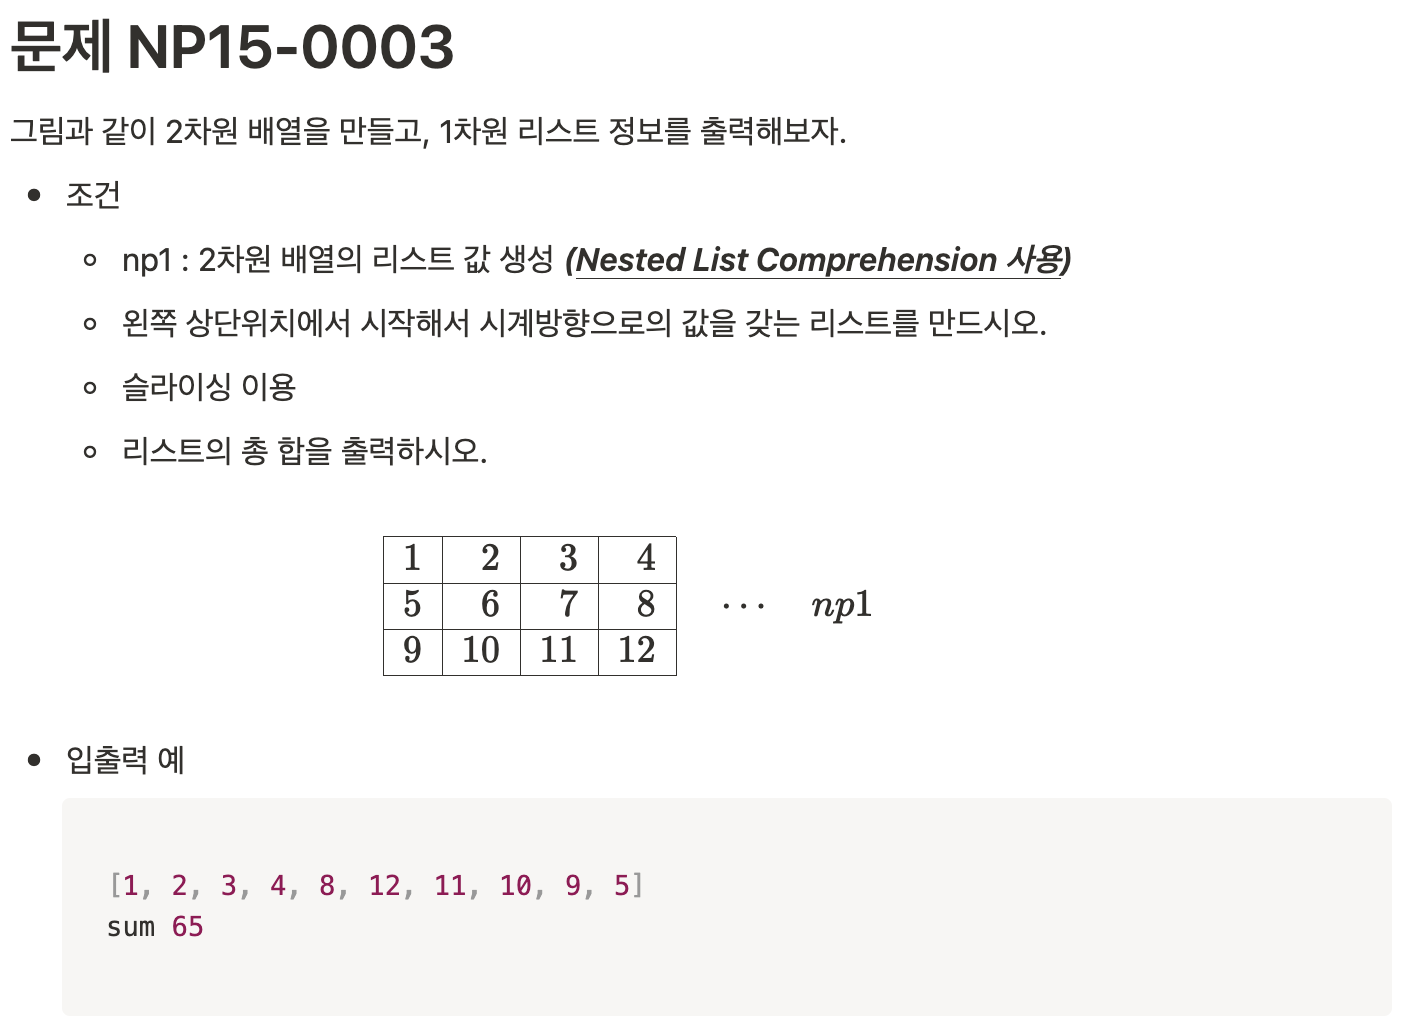 문제 NP15-0003
그림과 같이 2차원 배열을 만들고, 1차원 리스트 정보를 출력해보자.
조건
np1 : 2차원 배열의 리스트 값 생성 (Nested List Comprehension 사용)
왼쪽 상단위치에서 시작해서 시계방향으로의 값을 갖는 리스트를 만드시오.
슬라이싱 이용
리스트의 총 합을 출력하시오.
1 2 3 4
5 6 7 8 ··· np1
9 10 11 12
입출력 예
[1, 2, 3, 4, 8, 12, 11, 10, 9, 5]
sum 65